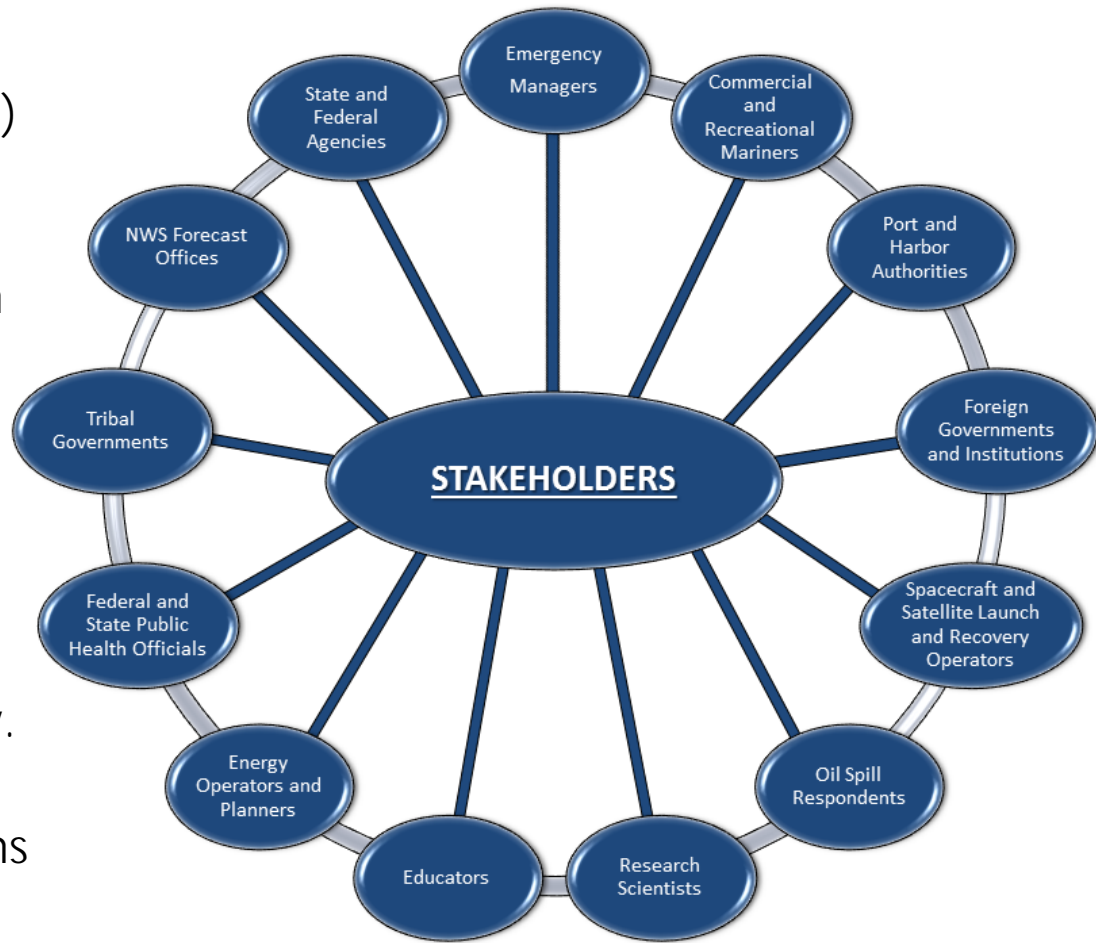 )
STAKEHOLDERS
Emergency
Managers
Commercial
and
Recreational
Mariners
Port and
Harbor
Authorities
Foreign
Governments
and Institutions
Spacecraft and
Satellite Launch
and Recovery
Operators
Oil Spill
Respondents
Research
Scientists
Educators
Energy
Operators and
Planners
Federal and
State Public
Health Officials
Tribal
Governments
NWS Forecast
Offices
State and
Federal
Agencies
.
ns